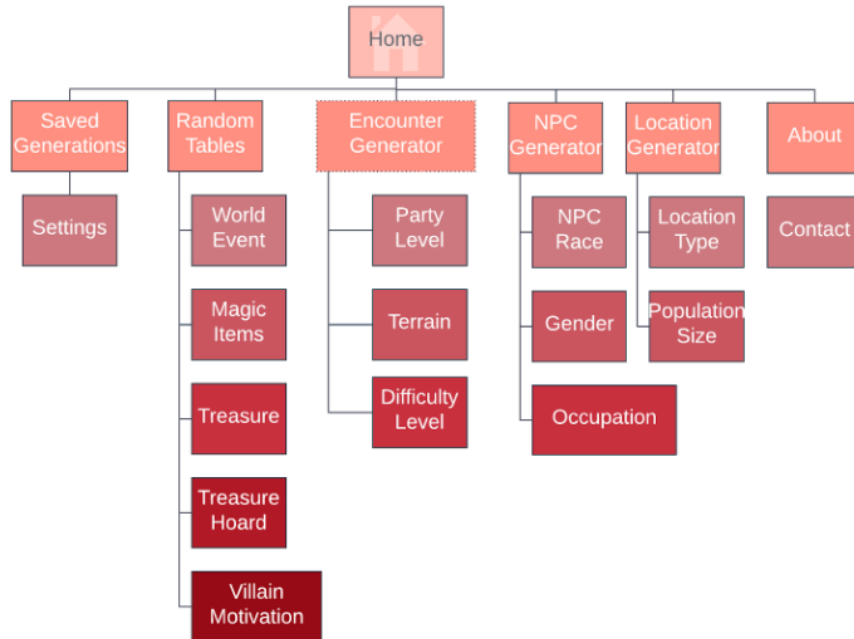 Home
Saved
Generations
Random
Tables
Encounter
Generator
NPC
Generator
Location
Generator
About
Settings
World
Event
Party
Level
NPC
Race
Location
Type
Contact
Magic
Items
Terrain
Gender
Population
Size
Treasure
Difficulty
Level
Occupation
Treasure
Hoard
Villain
Motivation